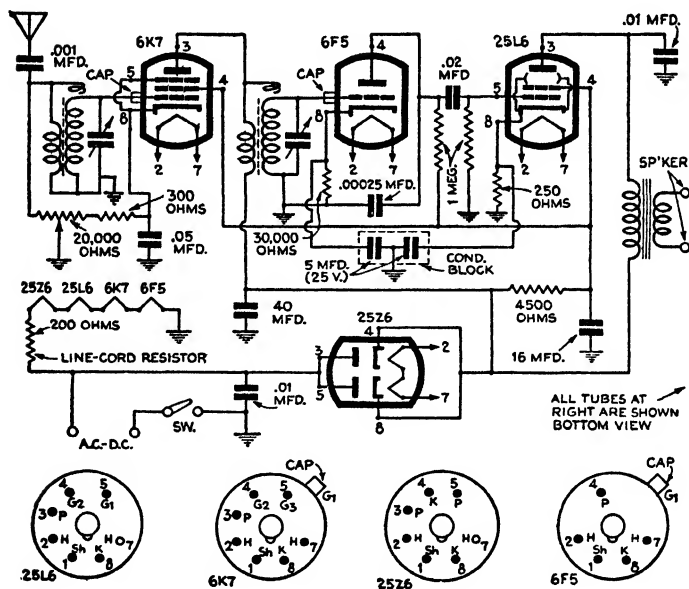 .001
MFD.
6K7
3
5
CAP
4
8
2
7
6F5
4
CAP
8
2
7
.02
MFD
25L6
3
5
4
8
2
7
.01
MFD.
SP'KER
300
OHMS
20,000
OHMS
.05
MFD.
.00025 MFD.
1 MEG.
250
OHMS
30,000
OHMS
5 MFD.
(25 V.)
COND.
BLOCK
25Z6 25L6 6K7 6F5
200 OHMS
LINE-CORD RESISTOR
40
MFD.
25Z6
4
3
5
2
7
8
4500
OHMS
16 MFD.
.01
MFD.
A.C.-D.C.
SW.
ALL TUBES AT
RIGHT ARE SHOWN
BOTTOM VIEW
4 5
G2 G1
3 P
2 H H 7
Sh K
1 8
25L6
CAP
G1
4 5
G2 G3
3 P
2 H H 7
Sh K
1 8
6K7
4 5
K P
3 P
2 H H 7
Sh K
1 8
25Z6
CAP
G1
4
P
2 H H 7
Sh K
1 8
6F5